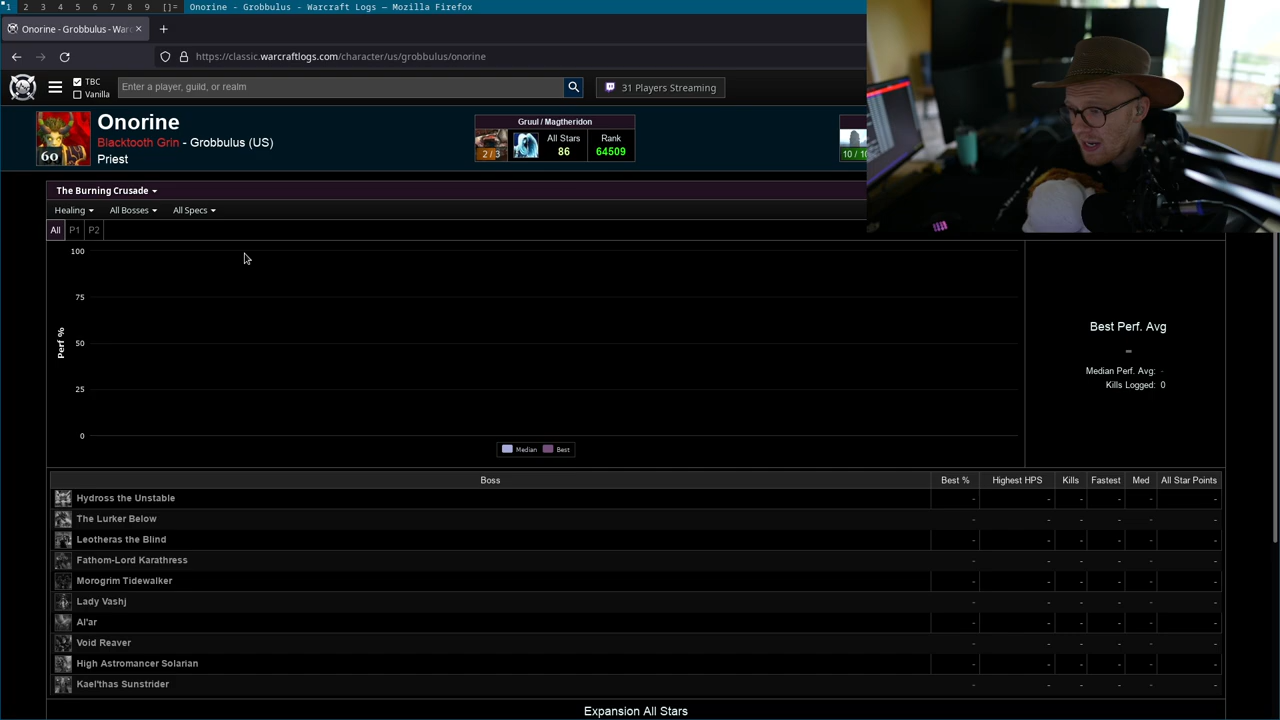 1 2 3 4 5 6 7 8 9 []= Onorine - Grobbulus - Warcraft Logs — Mozilla Firefox
Onorine - Grobbulus - War
https://classic.warcraftlogs.com/character/us/grobbulus/onorine
TBC
Vanilla
Enter a player, guild, or realm
31 Players Streaming
Onorine
Blacktooth Grin - Grobbulus (US)
Priest
60
Gruul / Magtheridon
2 / 3
All Stars
86
Rank
64509
10 / 10
The Burning Crusade
Healing All Bosses All Specs
All P1 P2
100
75
50
25
0
Perf %
Median Best
Best Perf. Avg
-
Median Perf. Avg: -
Kills Logged: 0
Boss Best % Highest HPS Kills Fastest Med All Star Points
Hydross the Unstable - - - - - -
The Lurker Below - - - - - -
Leotheras the Blind - - - - - -
Fathom-Lord Karathress - - - - - -
Morogrim Tidewalker - - - - - -
Lady Vashj - - - - - -
Al'ar - - - - - -
Void Reaver - - - - - -
High Astromancer Solarian - - - - - -
Kael'thas Sunstrider - - - - - -
Expansion All Stars